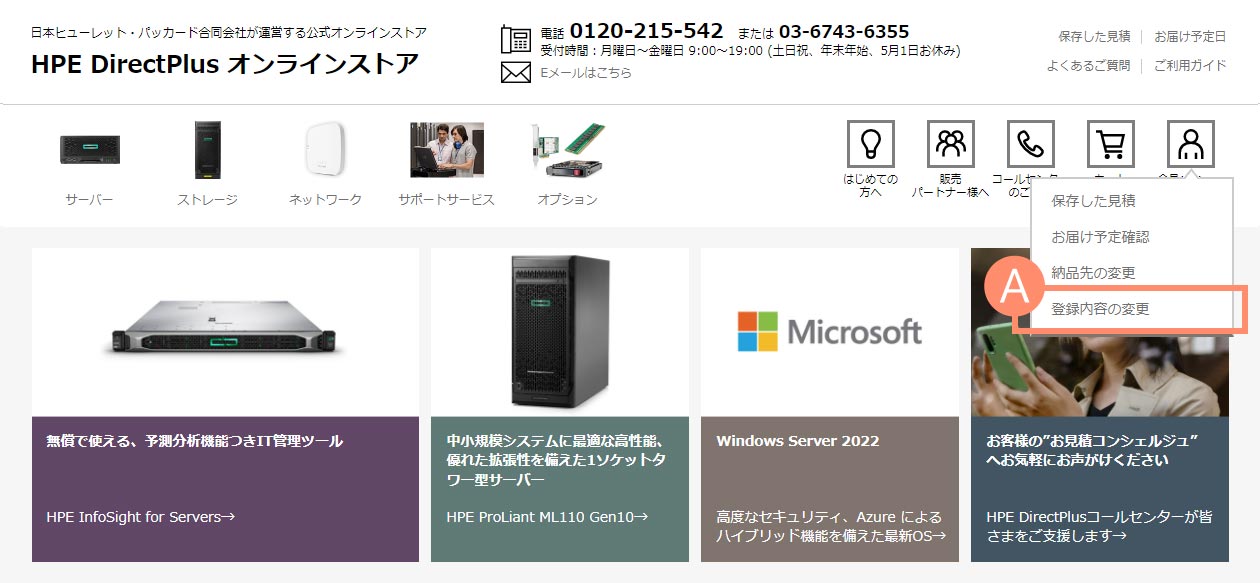 日本ヒューレット・パッカード合同会社が運営する公式オンラインストア
HPE DirectPlus オンラインストア
電話 0120-215-542 または 03-6743-6355
受付時間：月曜日～金曜日 9:00～19:00 (土日祝、年末年始、5月1日お休み)
Eメールはこちら
保存した見積 | お届け予定日
よくあるご質問 | ご利用ガイド
サーバー
ストレージ
ネットワーク
サポートサービス
オプション
はじめての
方へ
販売
パートナー様へ
コールセンター
のご
保存した見積
お届け予定確認
納品先の変更
A
登録内容の変更
無償で使える、予測分析機能つきIT管理ツール
HPE InfoSight for Servers→
中小規模システムに最適な高性能、
優れた拡張性を備えた1ソケットタ
ワー型サーバー
HPE ProLiant ML110 Gen10→
Microsoft
Windows Server 2022
高度なセキュリティ、Azure による
ハイブリッド機能を備えた最新OS→
お客様の”お見積コンシェルジュ”
へお気軽にお声がけください
HPE DirectPlusコールセンターが皆
さまをご支援します→